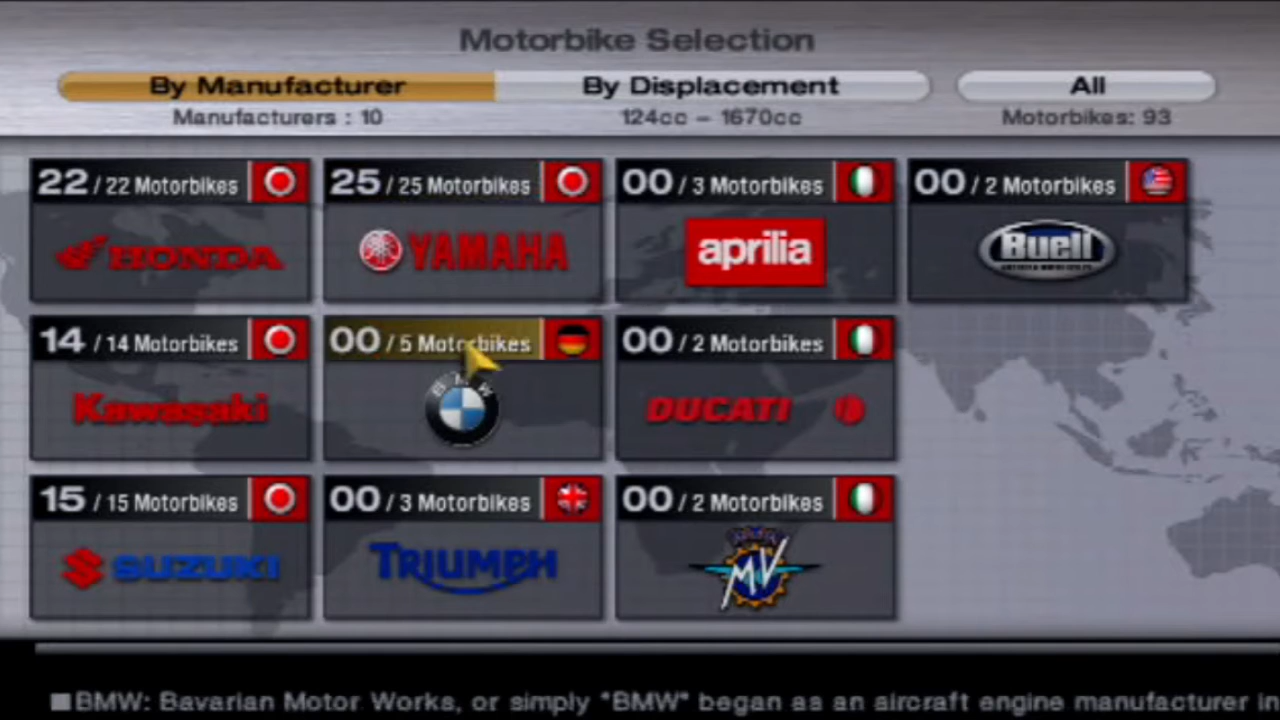 Motorbike Selection
By Manufacturer
By Displacement
All
Manufacturers : 10
124cc – 1670cc
Motorbikes: 93
22 / 22 Motorbikes
25 / 25 Motorbikes
00 / 3 Motorbikes
00 / 2 Motorbikes
HONDA
YAMAHA
aprilia
Buell
14 / 14 Motorbikes
00 / 5 Motorbikes
00 / 2 Motorbikes
Kawasaki
BMW
DUCATI
15 / 15 Motorbikes
00 / 3 Motorbikes
00 / 2 Motorbikes
SUZUKI
TRIUMPH
MV
■BMW: Bavarian Motor Works, or simply "BMW" began as an aircraft engine manufacturer in